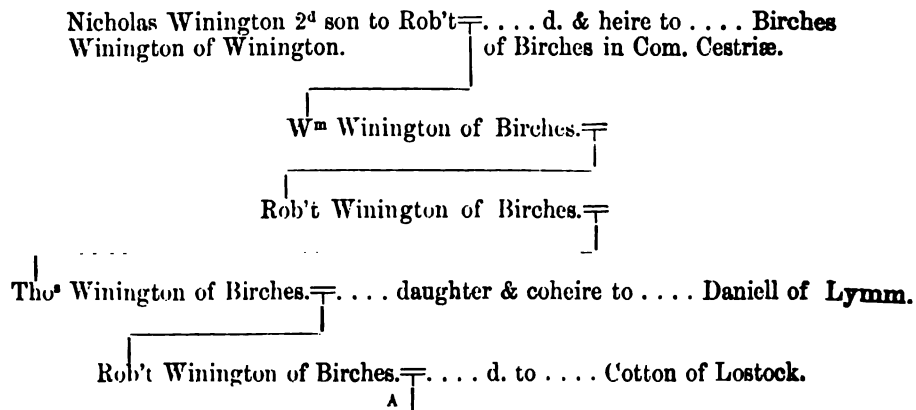 Nicholas Winington 2ᵈ son to Rob't=.... d. & heire to .... Birches
Winington of Winington. of Birches in Com. Cestriæ.
Wᵐ Winington of Birches.=
Rob't Winington of Birches.=
Thoˢ Winington of Birches.=.... daughter & coheire to .... Daniell of Lymm.
Rob't Winington of Birches.=.... d. to .... Cotton of Lostock.
A